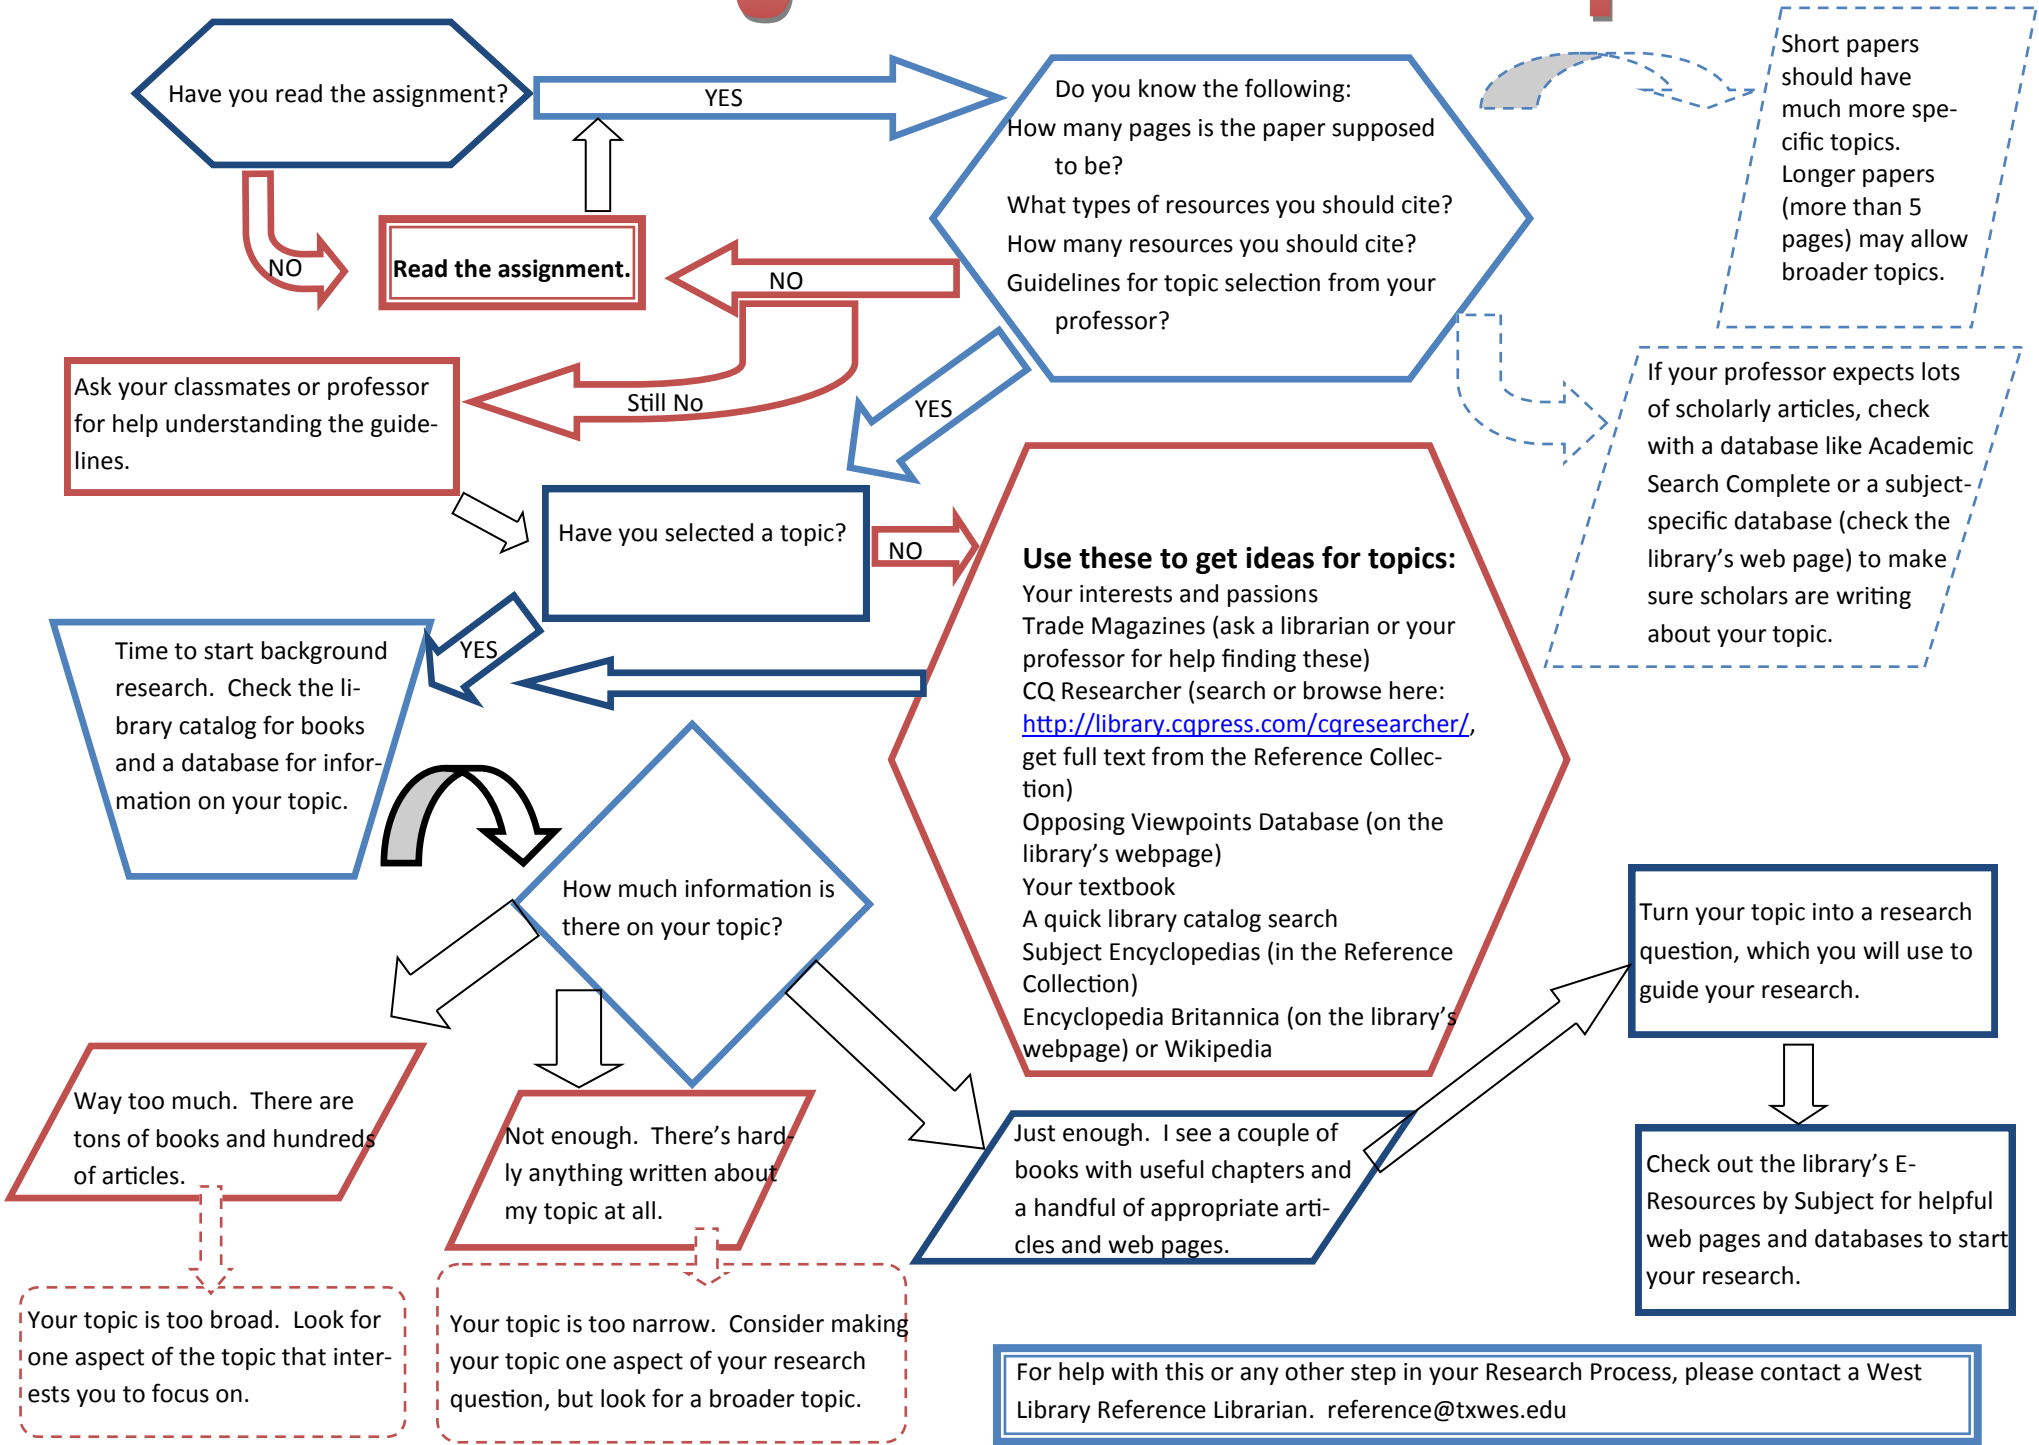 Have you read the assignment?
YES
NO
Read the assignment.
Do you know the following:
How many pages is the paper supposed
to be?
What types of resources you should cite?
How many resources you should cite?
Guidelines for topic selection from your
professor?
Short papers
should have
much more spe-
cific topics.
Longer papers
(more than 5
pages) may allow
broader topics.
NO
Still No
YES
Ask your classmates or professor
for help understanding the guide-
lines.
If your professor expects lots
of scholarly articles, check
with a database like Academic
Search Complete or a subject-
specific database (check the
library's web page) to make
sure scholars are writing
about your topic.
Have you selected a topic?
NO
YES
Use these to get ideas for topics:
Your interests and passions
Trade Magazines (ask a librarian or your
professor for help finding these)
CQ Researcher (search or browse here:
http://library.cqpress.com/cqresearcher/,
get full text from the Reference Collec-
tion)
Opposing Viewpoints Database (on the
library's webpage)
Your textbook
A quick library catalog search
Subject Encyclopedias (in the Reference
Collection)
Encyclopedia Britannica (on the library's
webpage) or Wikipedia
Time to start background
research.  Check the li-
brary catalog for books
and a database for infor-
mation on your topic.
How much information is
there on your topic?
Way too much.  There are
tons of books and hundreds
of articles.
Not enough.  There's hard-
ly anything written about
my topic at all.
Just enough.  I see a couple of
books with useful chapters and
a handful of appropriate arti-
cles and web pages.
Turn your topic into a research
question, which you will use to
guide your research.
Check out the library's E-
Resources by Subject for helpful
web pages and databases to start
your research.
Your topic is too broad.  Look for
one aspect of the topic that inter-
ests you to focus on.
Your topic is too narrow.  Consider making
your topic one aspect of your research
question, but look for a broader topic.
For help with this or any other step in your Research Process, please contact a West
Library Reference Librarian.  reference@txwes.edu